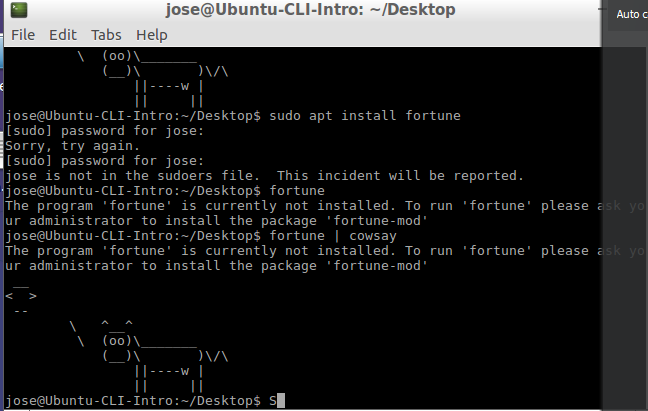 jose@Ubuntu-CLI-Intro: ~/Desktop
Auto c
File Edit Tabs Help
         \  (oo)\_______
            (__)\       )\/\
                ||----w |
                ||     ||
jose@Ubuntu-CLI-Intro:~/Desktop$ sudo apt install fortune
[sudo] password for jose:
Sorry, try again.
[sudo] password for jose:
jose is not in the sudoers file.  This incident will be reported.
jose@Ubuntu-CLI-Intro:~/Desktop$ fortune
The program 'fortune' is currently not installed. To run 'fortune' please ask yo
ur administrator to install the package 'fortune-mod'
jose@Ubuntu-CLI-Intro:~/Desktop$ fortune | cowsay
The program 'fortune' is currently not installed. To run 'fortune' please ask yo
ur administrator to install the package 'fortune-mod'
 __
<  >
 --
        \   ^__^
         \  (oo)\_______
            (__)\       )\/\
                ||----w |
                ||     ||
jose@Ubuntu-CLI-Intro:~/Desktop$ S